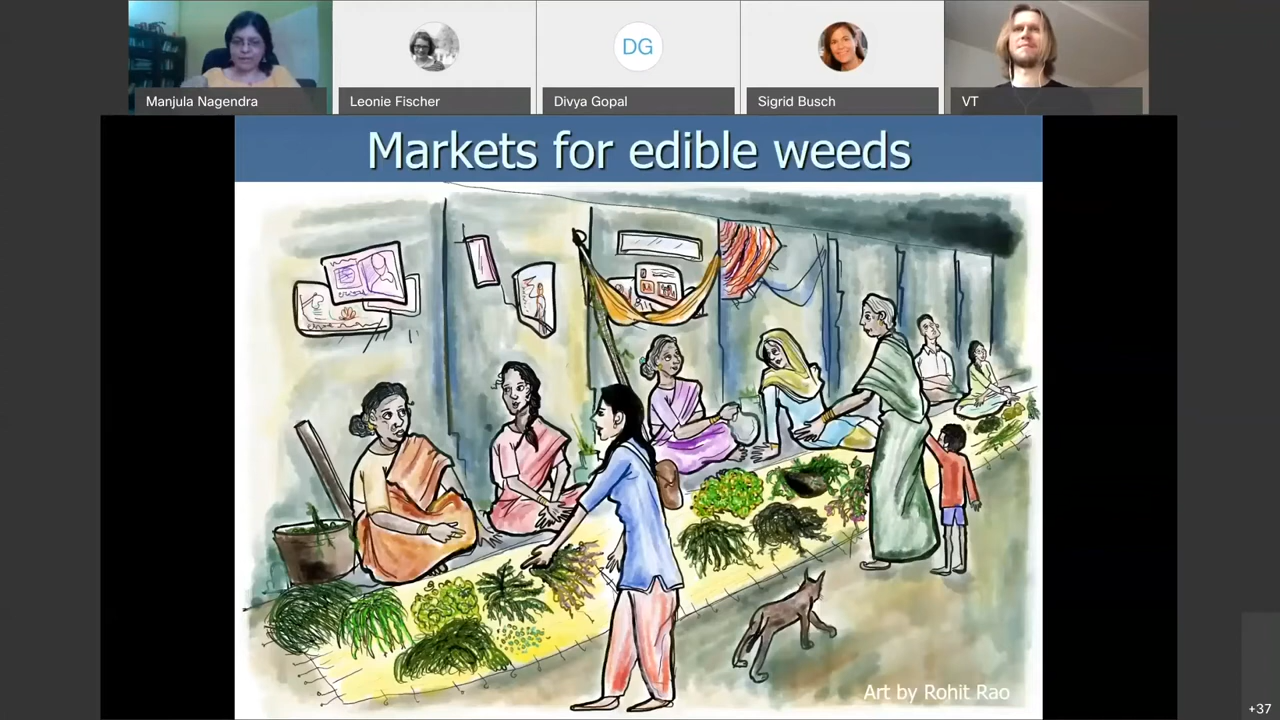 Manjula Nagendra
Leonie Fischer
DG
Divya Gopal
Sigrid Busch
VT
Markets for edible weeds
Art by Rohit Rao
+37